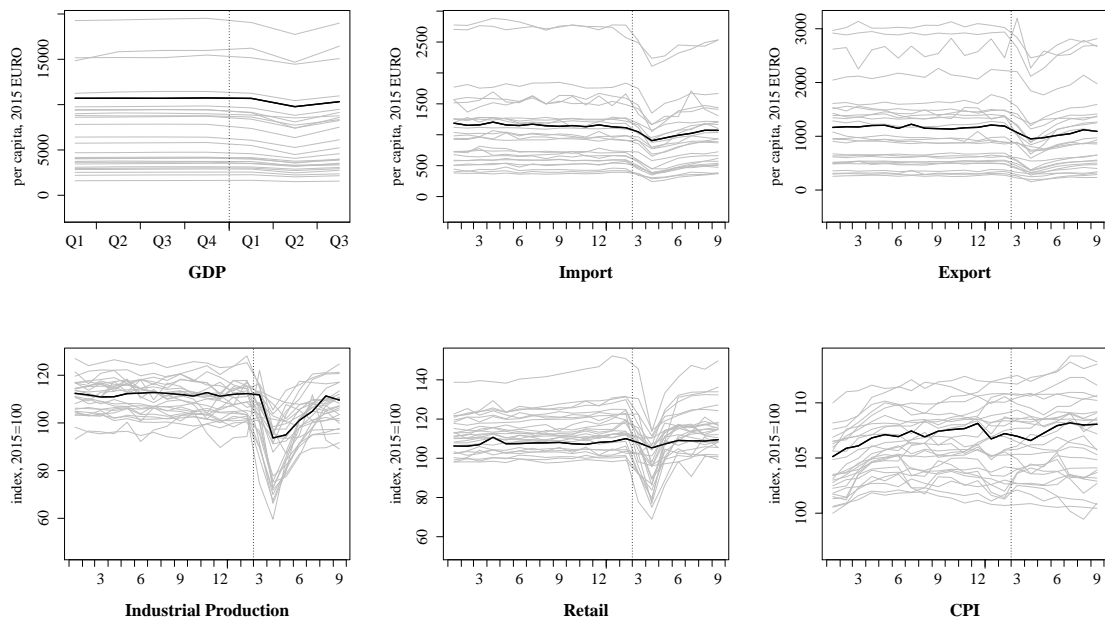 per capita, 2015 EURO
0 5000 15000
Q1 Q2 Q3 Q4 Q1 Q2 Q3
GDP
per capita, 2015 EURO
0 500 1500 2500
3 6 9 12 3 6 9
Import
per capita, 2015 EURO
0 1000 2000 3000
3 6 9 12 3 6 9
Export
index, 2015=100
60 80 100 120
3 6 9 12 3 6 9
Industrial Production
index, 2015=100
60 80 100 120 140
3 6 9 12 3 6 9
Retail
index, 2015=100
100 105 110
3 6 9 12 3 6 9
CPI